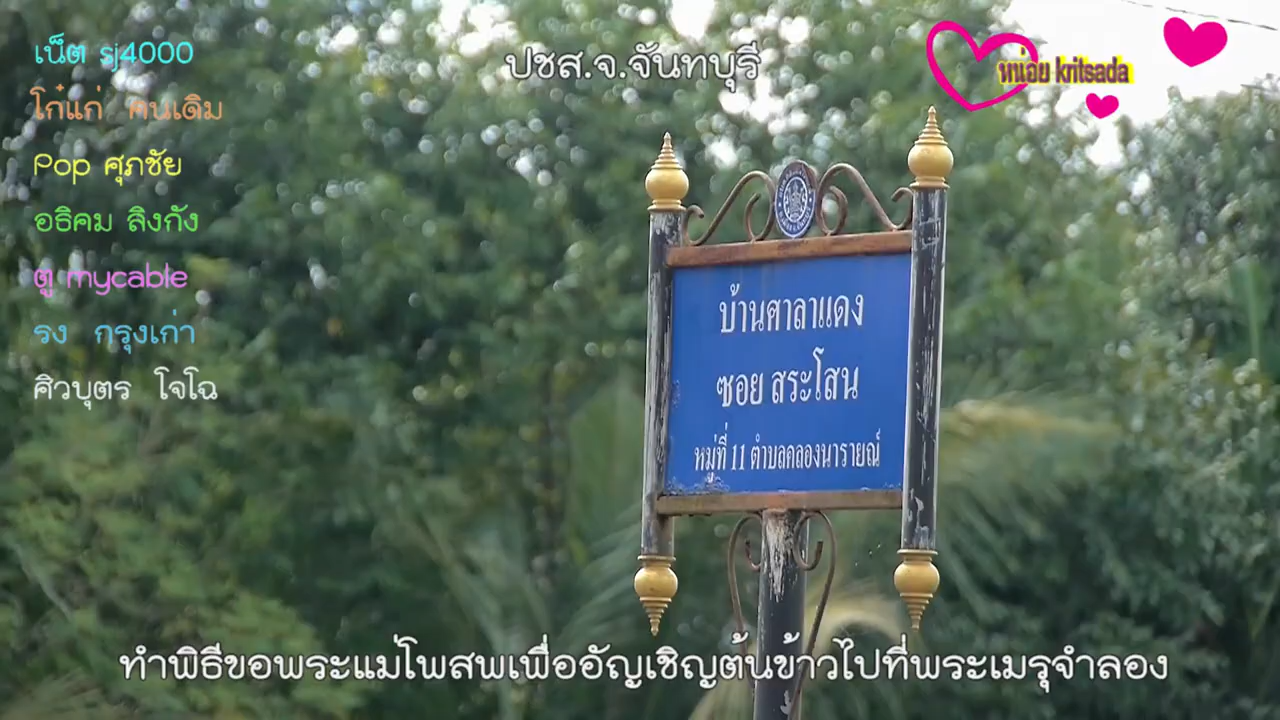 เน็ต sj4000
โก๋แก่ ฅนเดิม
Pop ศุภชัย
อธิคม ลิงกัง
ตู mycable
รง กรุงเก่า
ศิวบุตร โจโฉ
ปชส.จ.จันทบุรี
หน่อย kritsada
บ้านศาลาแดง
ซอย สระโสน
หมู่ที่ 11 ตำบลคลองนารายณ์
ทำพิธีขอพระแม่โพสพเพื่ออัญเชิญต้นข้าวไปที่พระเมรุจำลอง